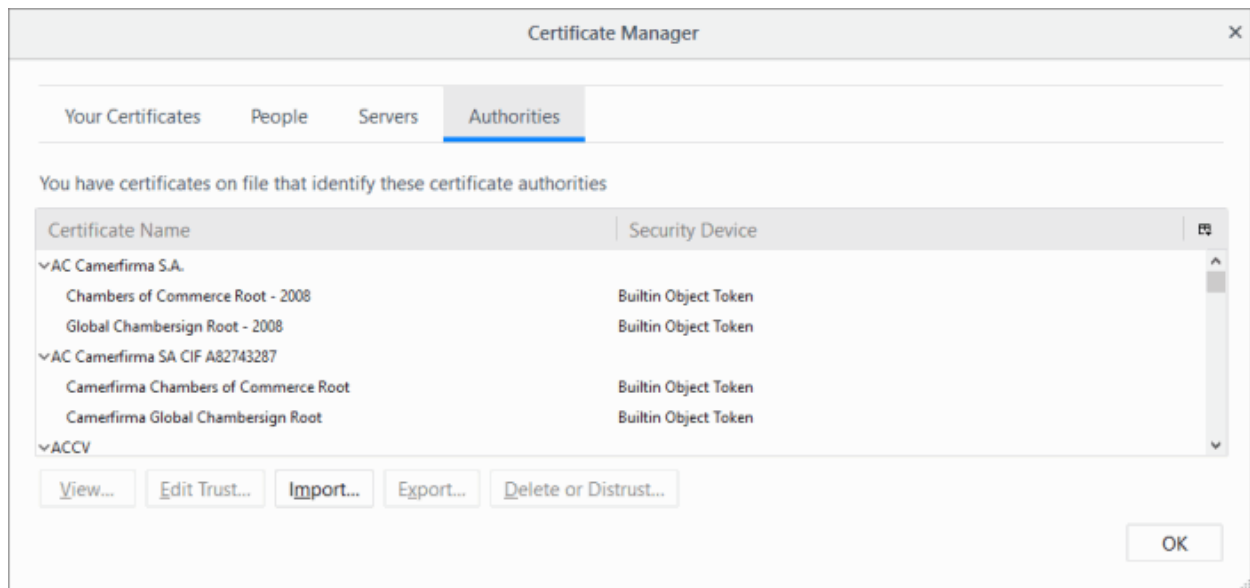 Certificate Manager
Your Certificates People Servers Authorities
You have certificates on file that identify these certificate authorities
Certificate Name Security Device
AC Camerfirma S.A.
Chambers of Commerce Root - 2008 Builtin Object Token
Global Chambersign Root - 2008 Builtin Object Token
AC Camerfirma SA CIF A82743287
Camerfirma Chambers of Commerce Root Builtin Object Token
Camerfirma Global Chambersign Root Builtin Object Token
ACCV
View... Edit Trust... Import... Export... Delete or Distrust...
OK